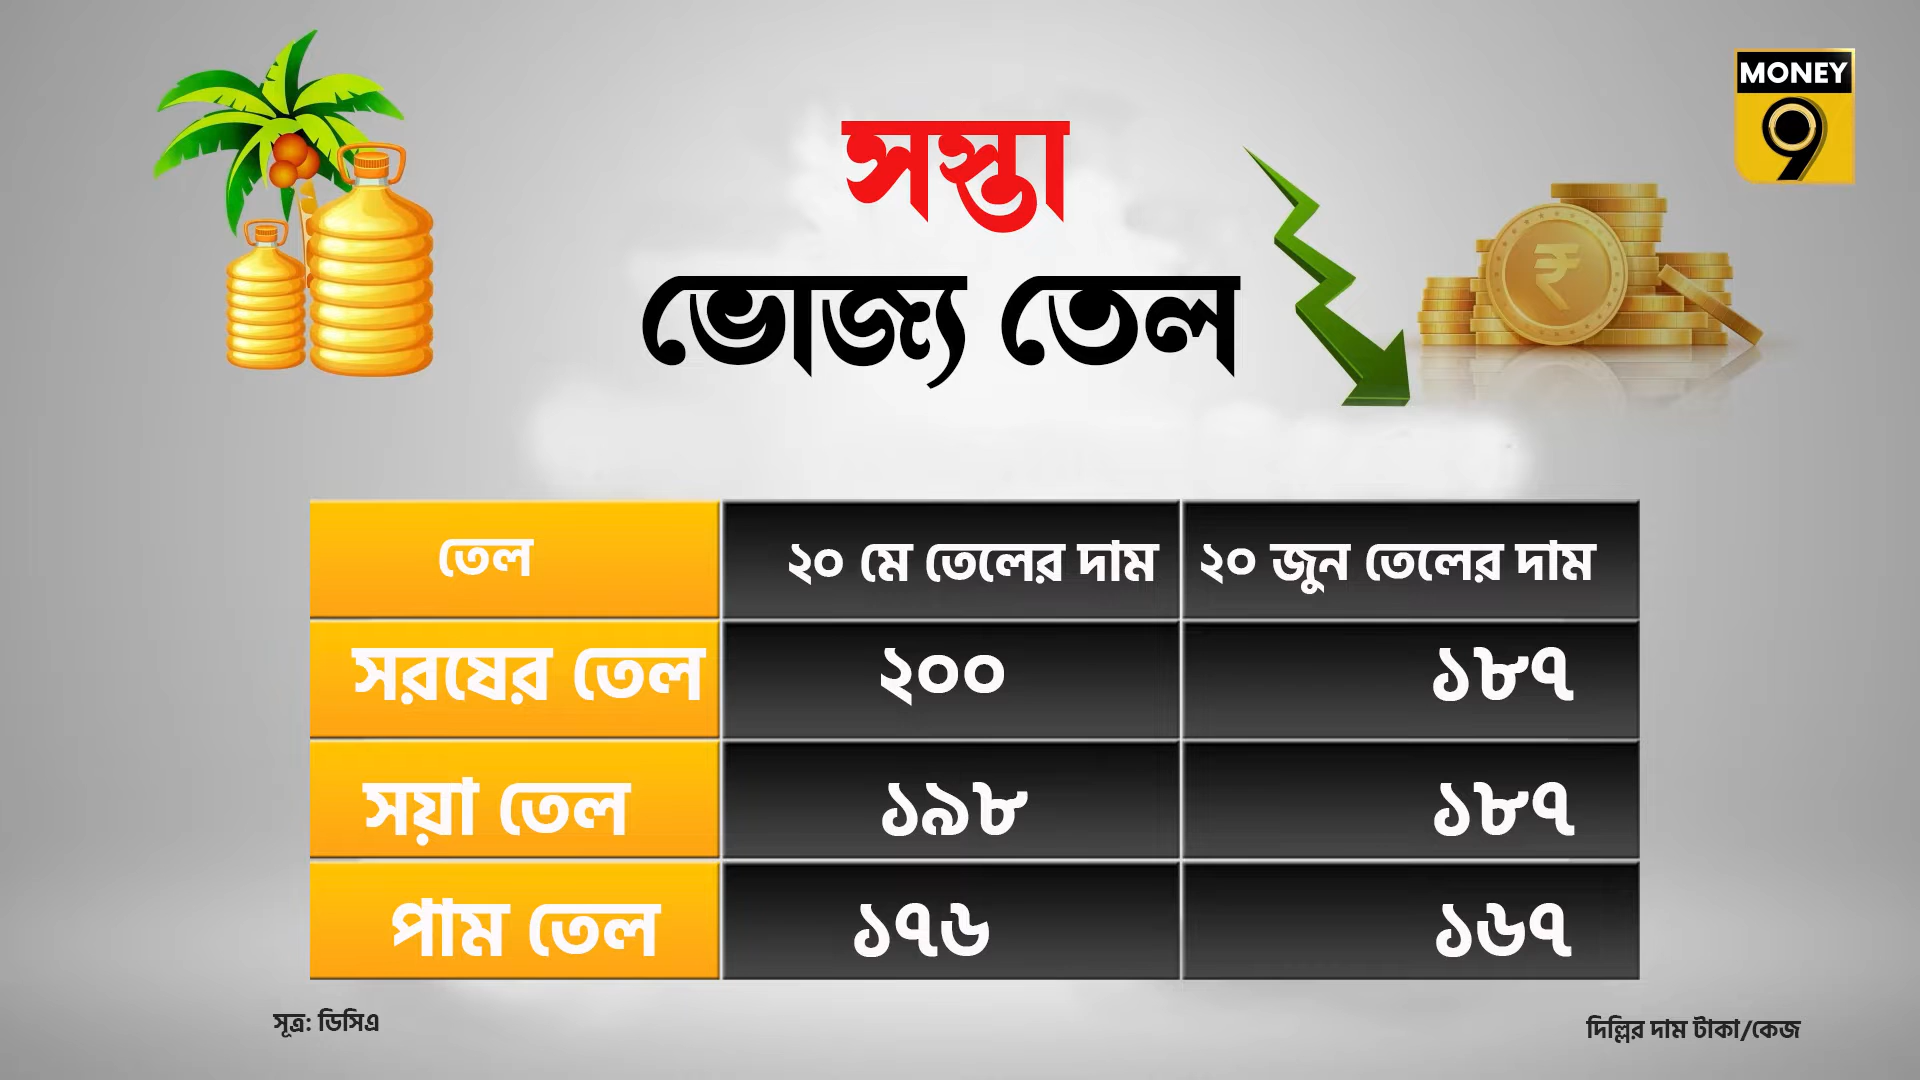 MONEY
9
সস্তা
ভোজ্য তেল
₹
তেল ২০ মে তেলের দাম ২০ জুন তেলের দাম
সরষের তেল ২০০ ১৮৭
সয়া তেল ১৯৮ ১৮৭
পাম তেল ১৭৬ ১৬৭
সূত্র: ডিসিএ
দিল্লির দাম টাকা/কেজ